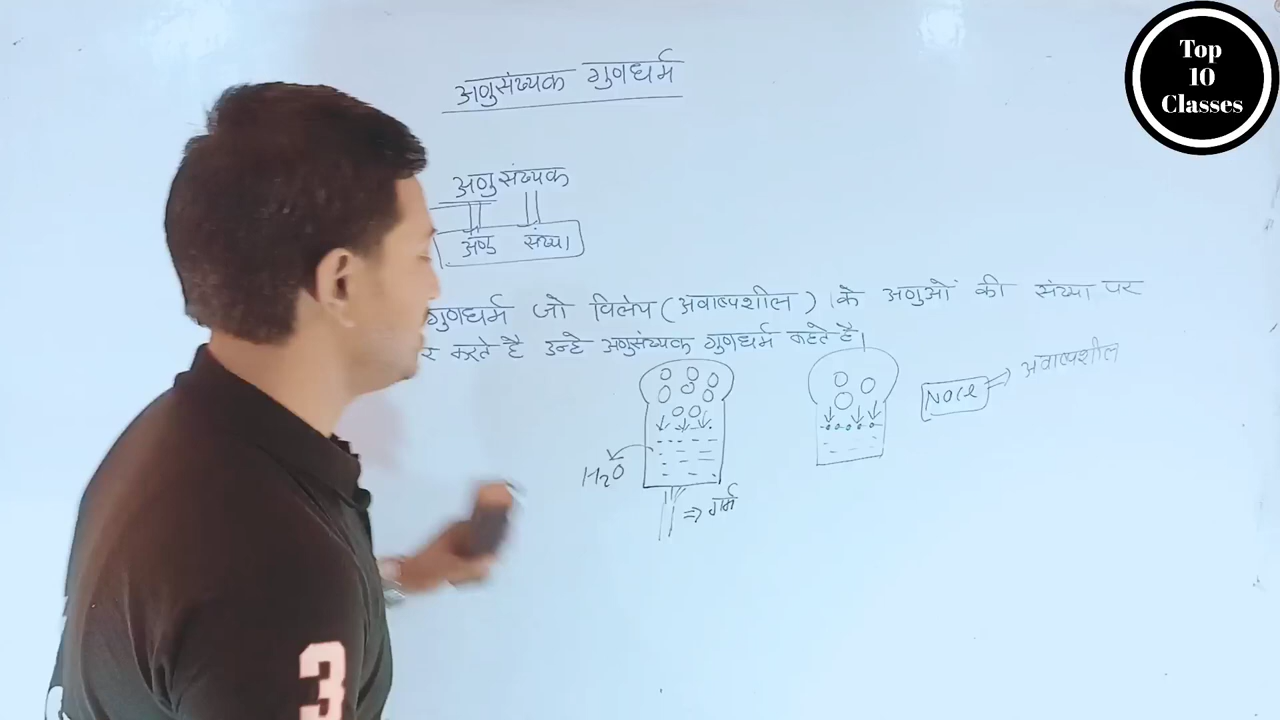 Top
10
Classes
अणुसंख्यक गुणधर्म
अणुसंख्यक
अणु संख्या
गुणधर्म जो विलेय (अवाष्पशील) के अणुओं की संख्या पर
र करते है उन्हे अणुसंख्यक गुणधर्म कहते है।
NaCl ⇒ अवाष्पशील
H₂O
⇒ गर्म
3